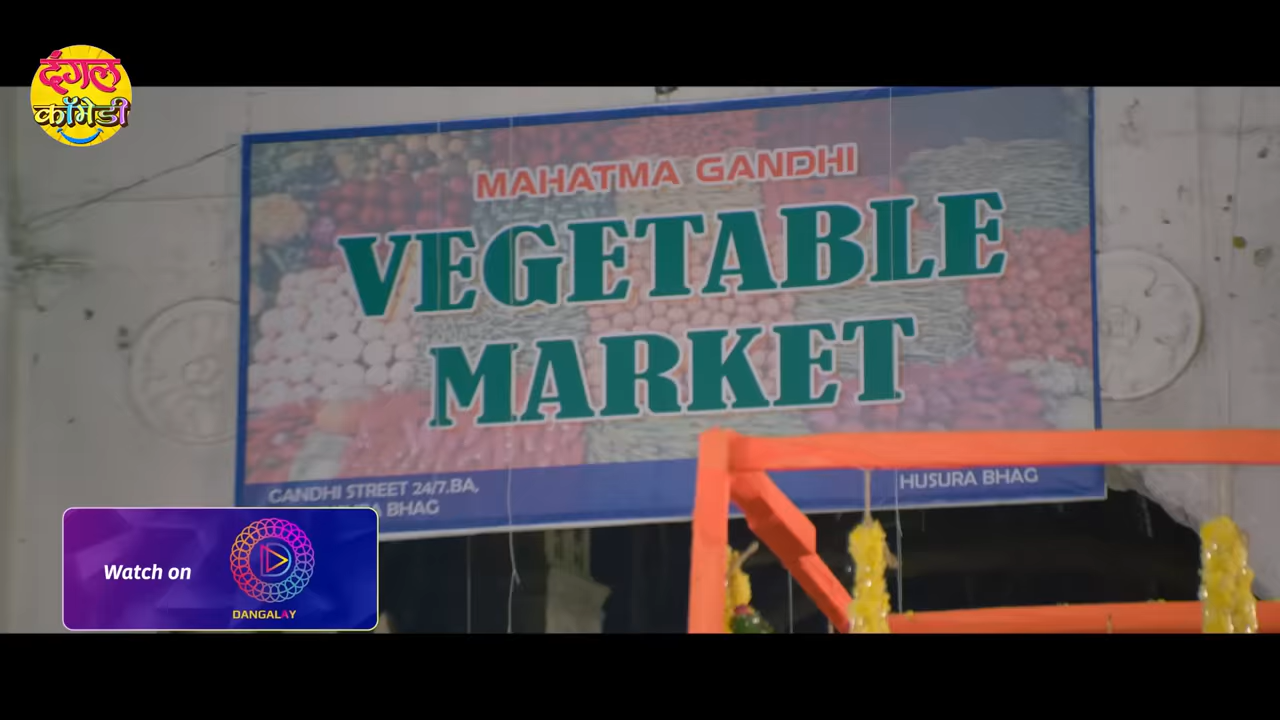 दंगल
कॉमेडी
MAHATMA GANDHI
VEGETABLE
MARKET
GANDHI STREET 24/7.BA,
BHAG
HUSURA BHAG
Watch on
DANGALAY